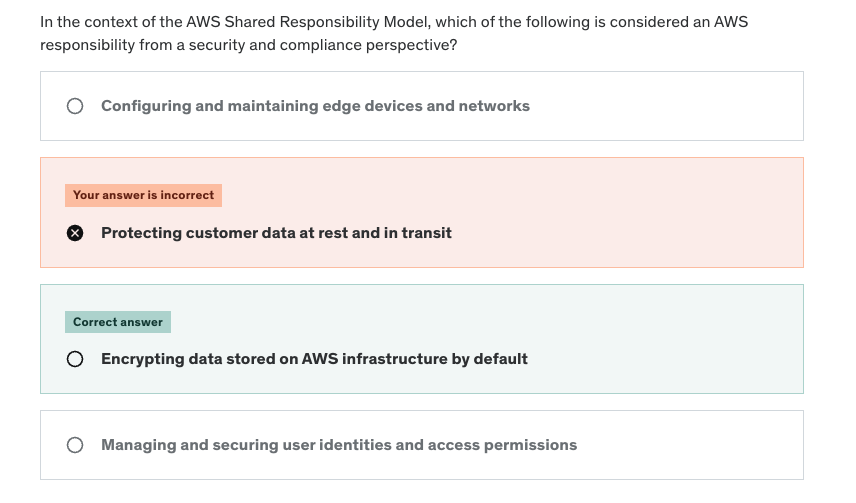 In the context of the AWS Shared Responsibility Model, which of the following is considered an AWS
responsibility from a security and compliance perspective?
Configuring and maintaining edge devices and networks
Your answer is incorrect
Protecting customer data at rest and in transit
Correct answer
Encrypting data stored on AWS infrastructure by default
Managing and securing user identities and access permissions